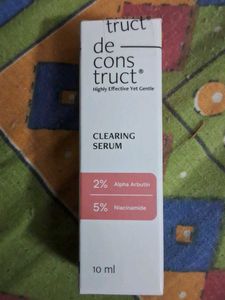 truct®
de
cons
truct®
Highly Effective Yet Gentle
CLEARING
SERUM
2% Alpha Arbutin
5% Niacinamide
10 ml